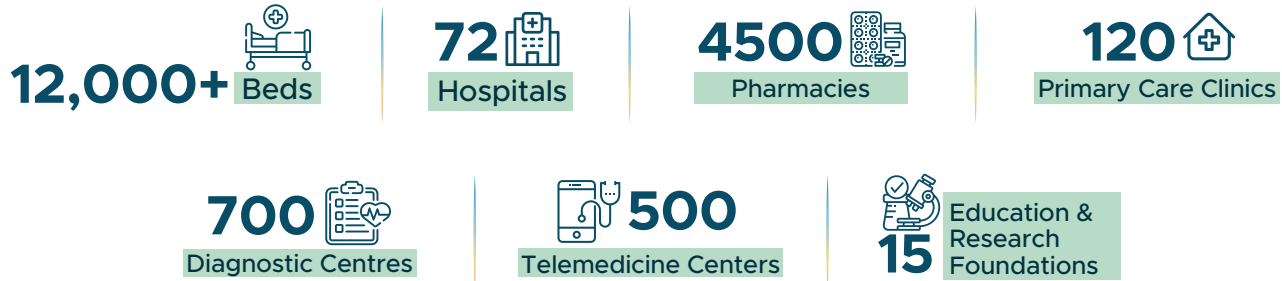 12,000+ Beds
72
Hospitals
4500
Pharmacies
120
Primary Care Clinics
700
Diagnostic Centres
500
Telemedicine Centers
15
Education &
Research
Foundations